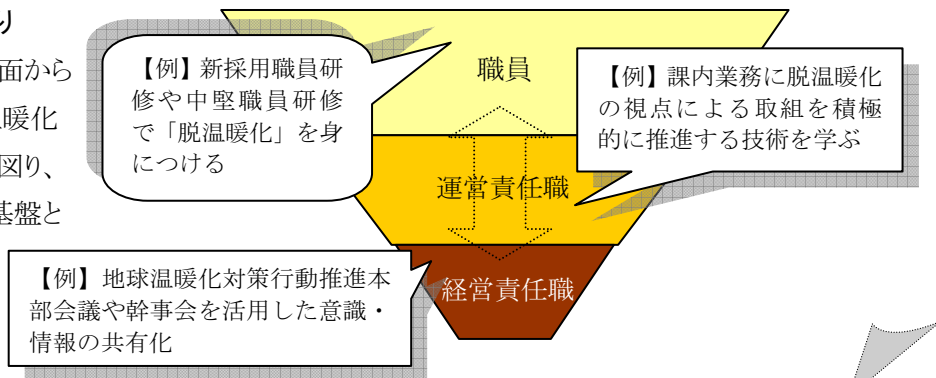 り
面から
暖化
図り、
基盤と
【例】新採用職員研
修や中堅職員研修
で「脱温暖化」を身
につける
職員
【例】課内業務に脱温暖化
の視点による取組を積極
的に推進する技術を学ぶ
運営責任職
【例】地球温暖化対策行動推進本
部会議や幹事会を活用した意識・
情報の共有化
経営責任職